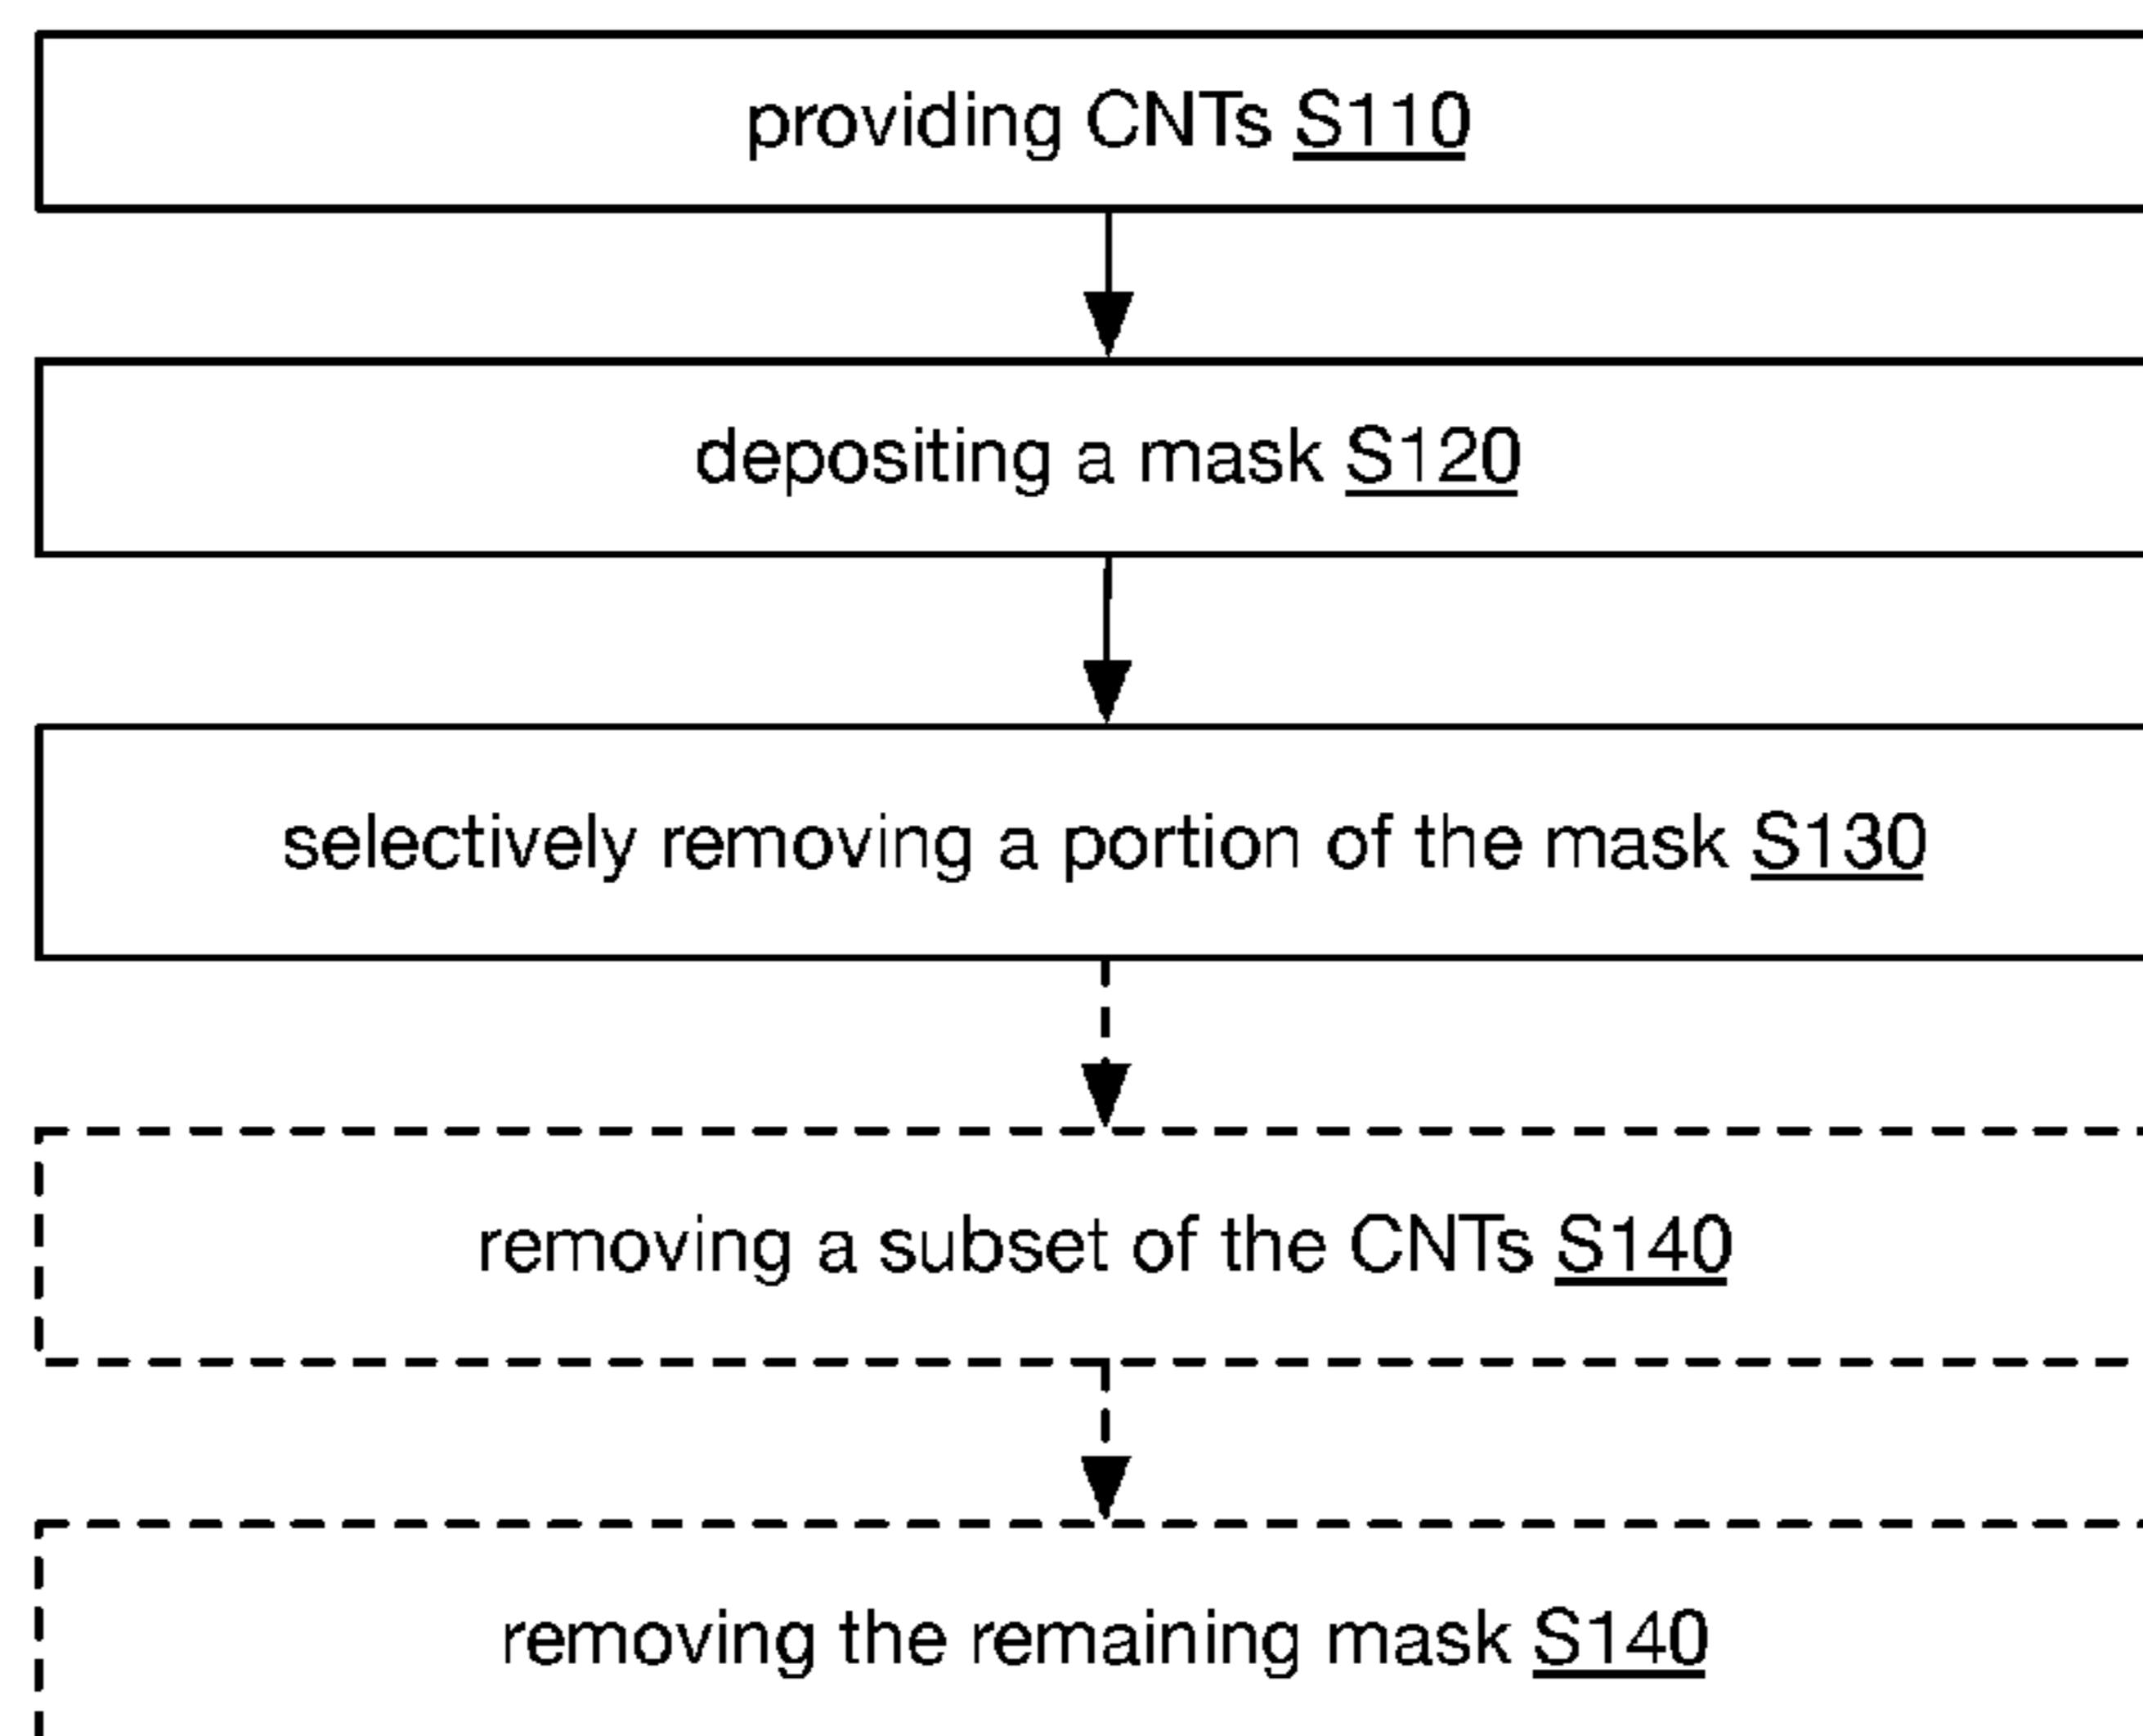 providing CNTs S110
depositing a mask S120
selectively removing a portion of the mask S130
removing a subset of the CNTs S140
removing the remaining mask S140